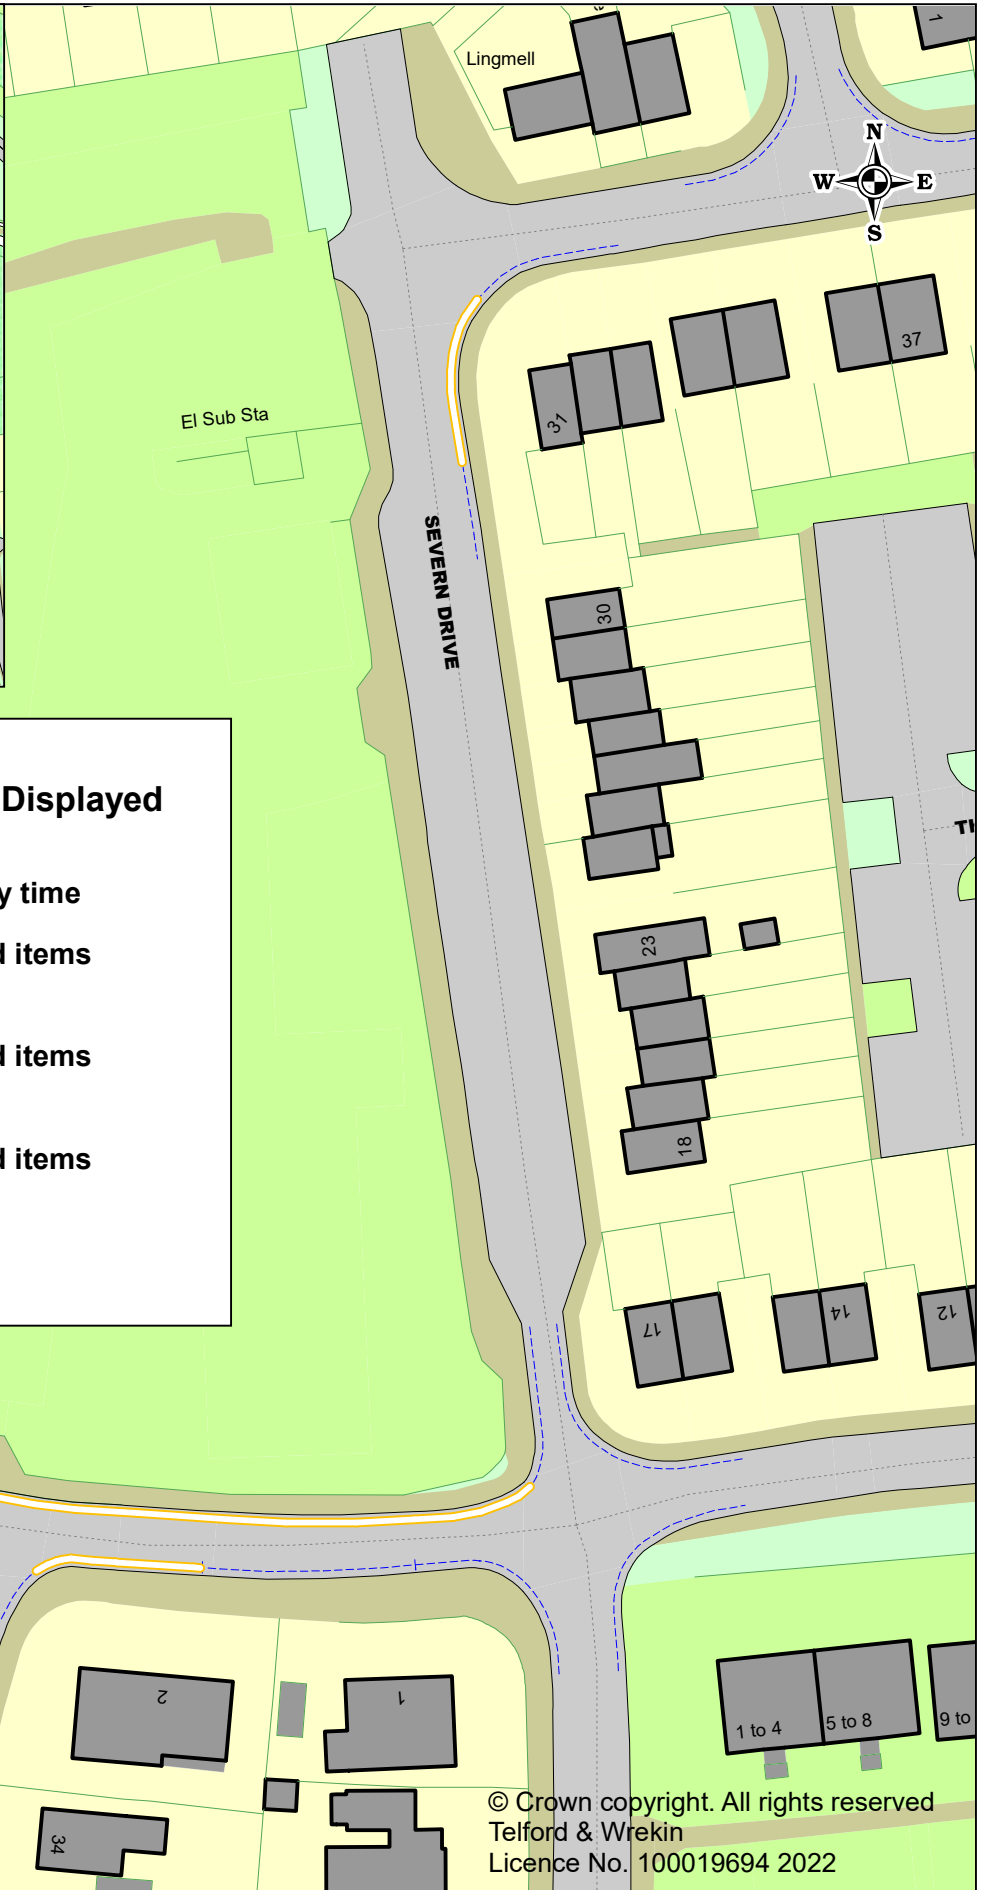 Lingmell
1
N
W E
S
37
31
El Sub Sta
SEVERN DRIVE
30
Displayed
y time
d items
d items
d items
23
18
17
14
12
2
1
1 to 4
5 to 8
9 to
34
© Crown copyright. All rights reserved
Telford & Wrekin
Licence No. 100019694 2022